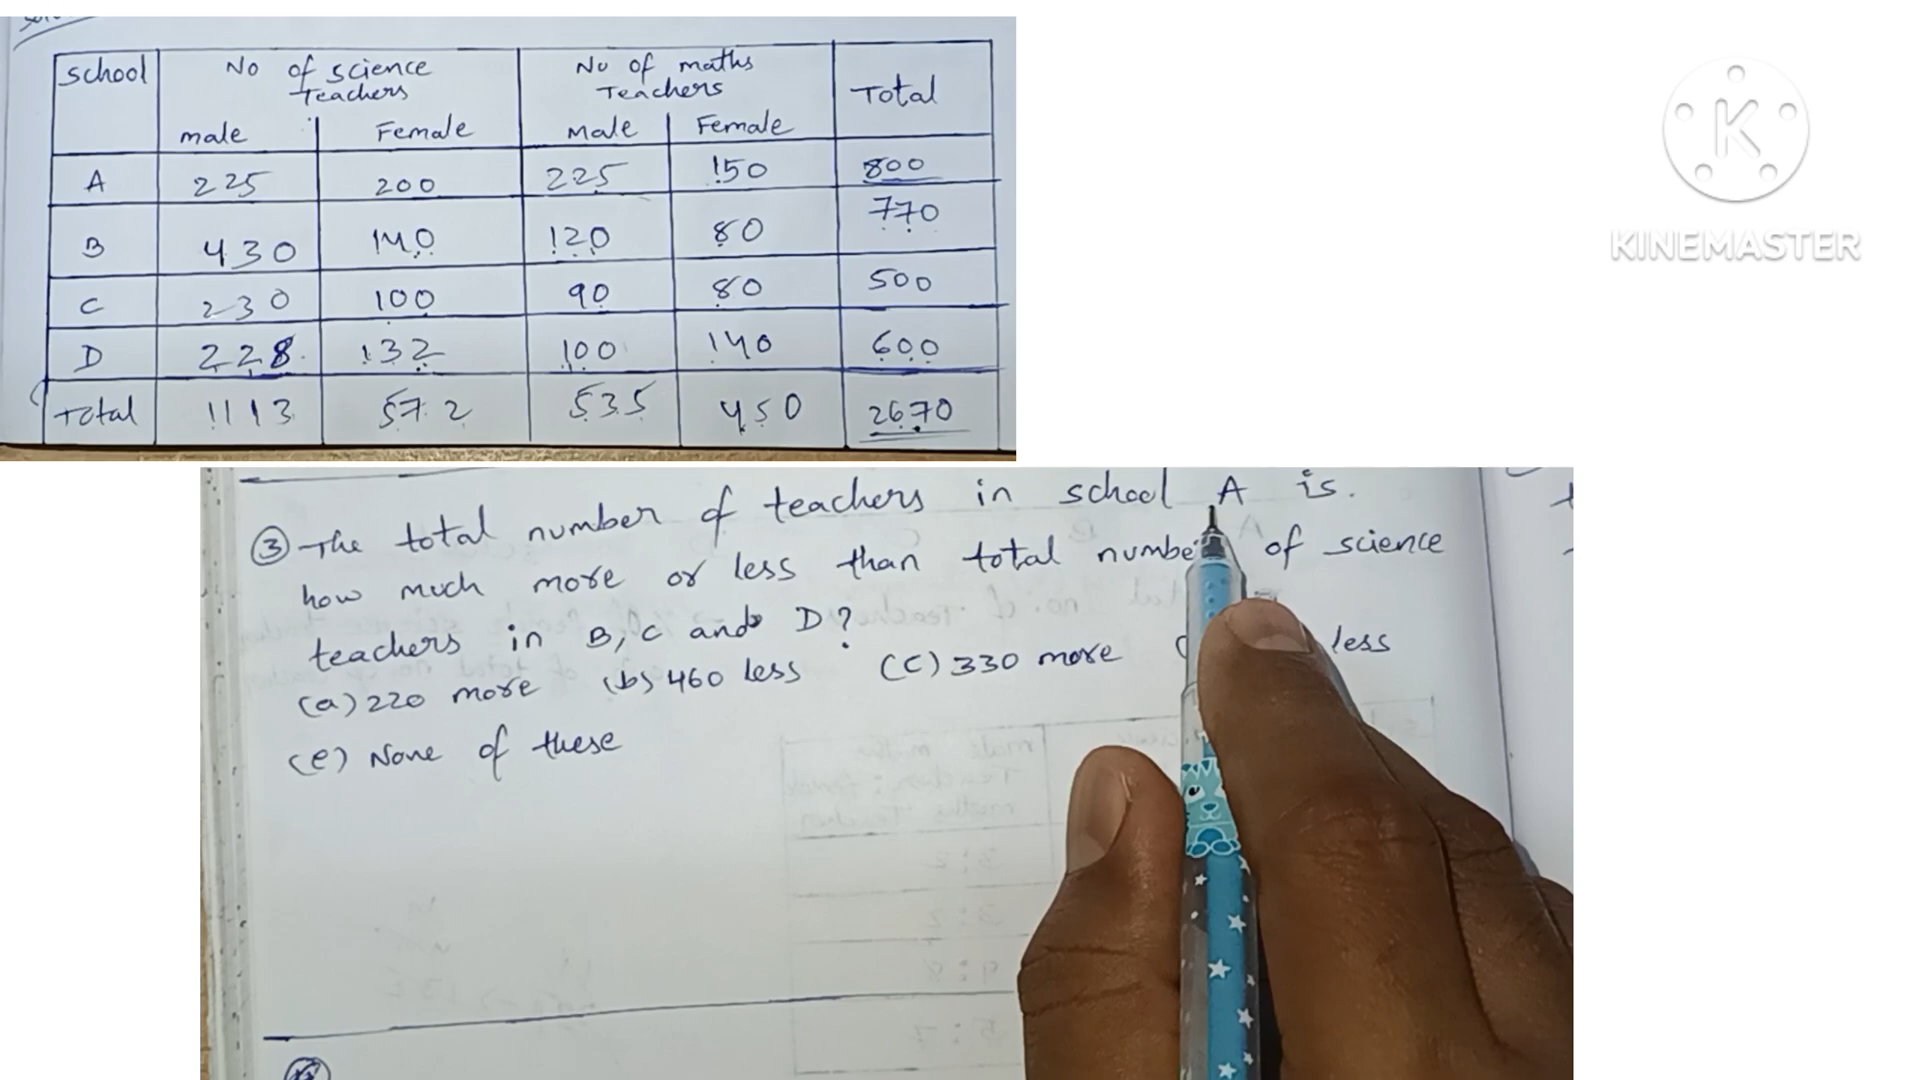 School No of science Teachers No of maths Teachers Total
male Female Male Female
A 225 200 225 150 800
B 430 140 120 80 770
C 230 100 90 80 500
D 228 132 100 140 600
Total 1113 572 535 450 2670
K
KINEMASTER
③ The total number of teachers in school A is.
how much more or less than total number of science
teachers in B, C and D?
(a) 220 more (b) 460 less (C) 330 more less
(e) None of these